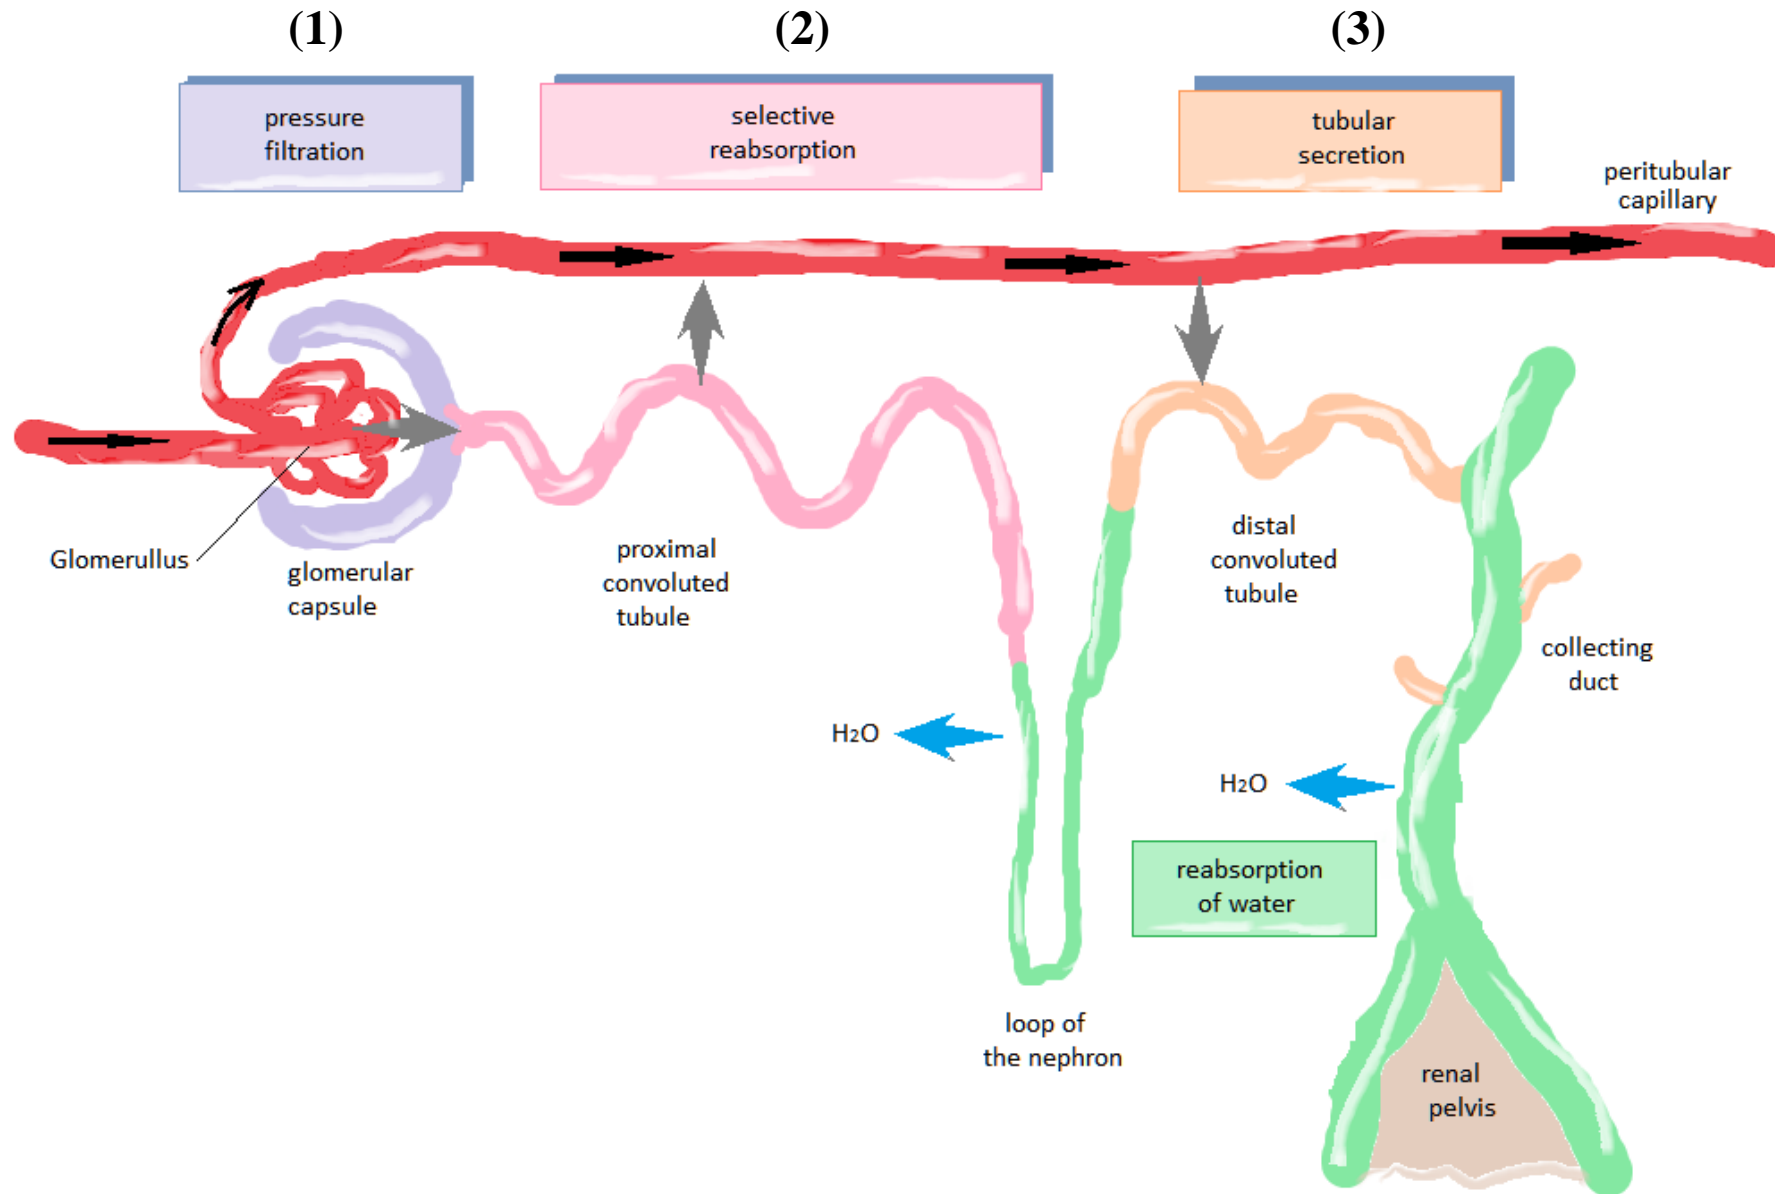 (1)
(2)
(3)
pressure
filtration
selective
reabsorption
tubular
secretion
peritubular
capillary
Glomerullus
glomerular
capsule
proximal
convoluted
tubule
distal
convoluted
tubule
collecting
duct
H2O
H2O
reabsorption
of water
loop of
the nephron
renal
pelvis